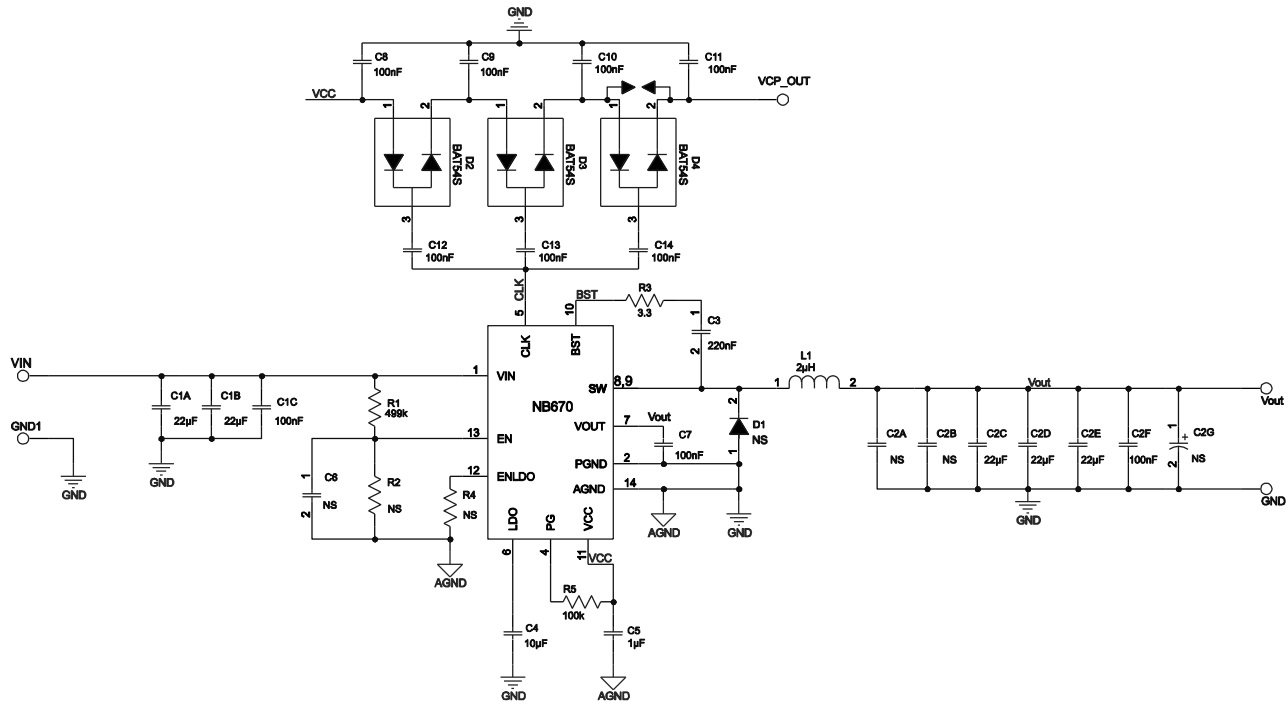 GND
C8
100nF
C9
100nF
C10
100nF
C11
100nF
VCC
VCP_OUT
1
2
1
2
1
2
D2
BAT54S
D3
BAT54S
D4
BAT54S
3
3
3
C12
100nF
C13
100nF
C14
100nF
CLK
5
BST
10
R3
3.3
1
C3
220nF
2
CLK
BST
VIN
1
VIN
SW
8,9
L1
2µH
1
2
Vout
Vout
C1A
22µF
C1B
22µF
C1C
100nF
R1
499k
NB670
GND1
GND
GND
13
EN
VOUT
7
Vout
C7
100nF
2
D1
NS
1
C2A
NS
C2B
NS
C2C
22µF
C2D
22µF
C2E
22µF
C2F
100nF
1
+
C2G
NS
2
1
C6
NS
2
R2
NS
12
ENLDO
R4
NS
PGND
2
AGND
14
AGND
GND
GND
GND
LDO
PG
VCC
6
4
11
VCC
AGND
R5
100k
C4
10µF
C5
1µF
GND
AGND